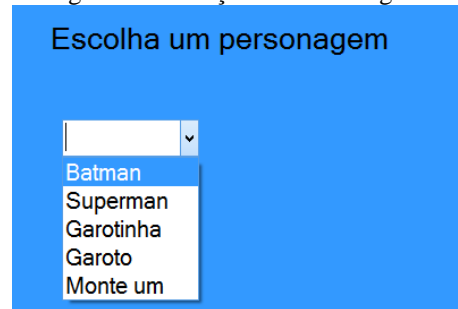 Escolha um personagem
Batman
Superman
Garotinha
Garoto
Monte um